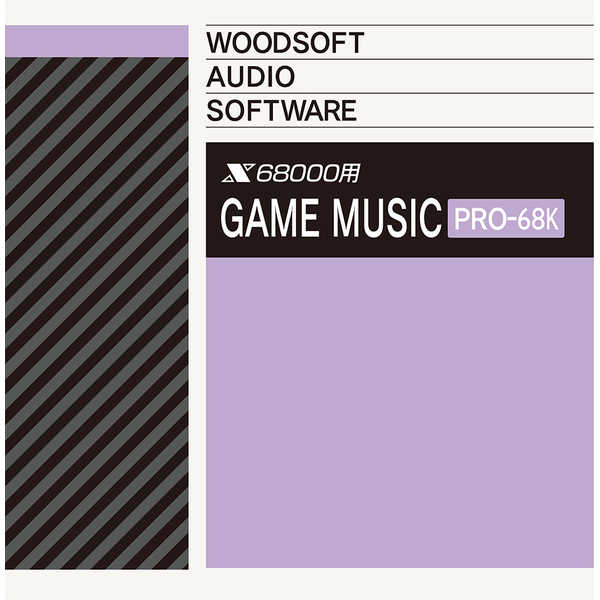 WOODSOFT
AUDIO
SOFTWARE
X68000用
GAME MUSIC PRO-68K